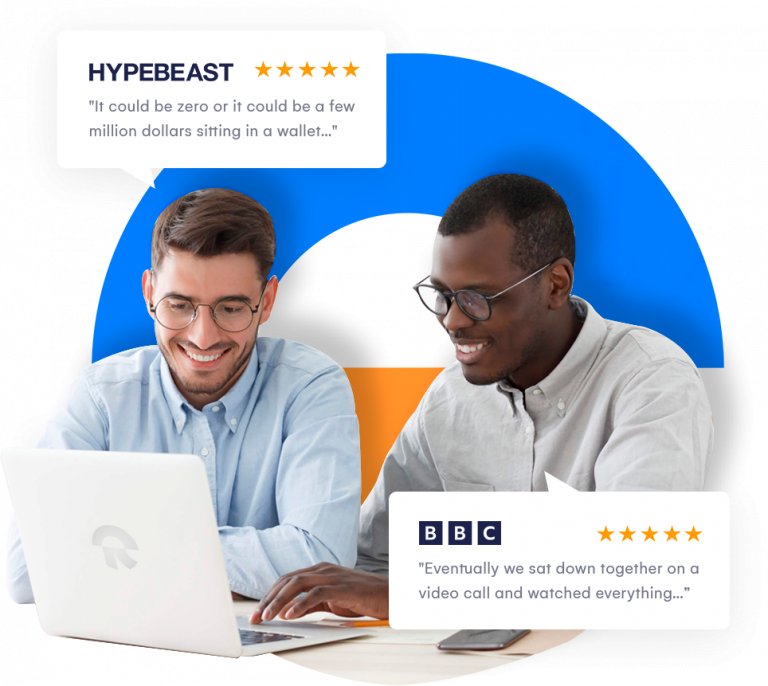 HYPEBEAST
"It could be zero or it could be a few
million dollars sitting in a wallet..."
BBC
"Eventually we sat down together on a
video call and watched everything..."